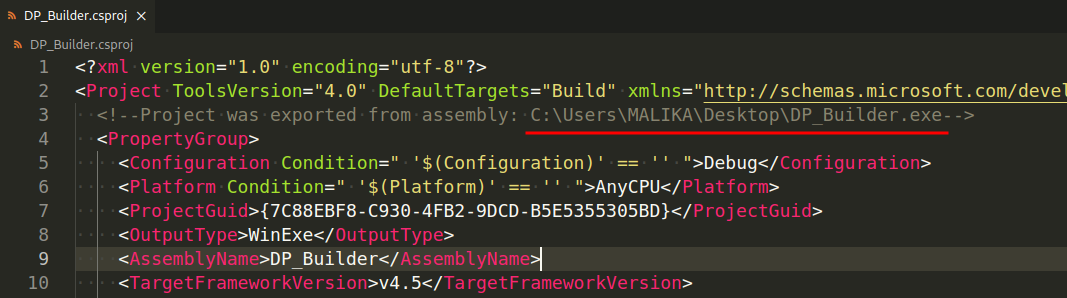 DP_Builder.csproj ×
DP_Builder.csproj
1 <?xml version="1.0" encoding="utf-8"?>
2 <Project ToolsVersion="4.0" DefaultTargets="Build" xmlns="http://schemas.microsoft.com/devel
3 <!--Project was exported from assembly: C:\Users\MALIKA\Desktop\DP_Builder.exe-->
4 <PropertyGroup>
5 <Configuration Condition=" '$(Configuration)' == '' ">Debug</Configuration>
6 <Platform Condition=" '$(Platform)' == '' ">AnyCPU</Platform>
7 <ProjectGuid>{7C88EBF8-C930-4FB2-9DCD-B5E5355305BD}</ProjectGuid>
8 <OutputType>WinExe</OutputType>
9 <AssemblyName>DP_Builder</AssemblyName>
10 <TargetFrameworkVersion>v4.5</TargetFrameworkVersion>